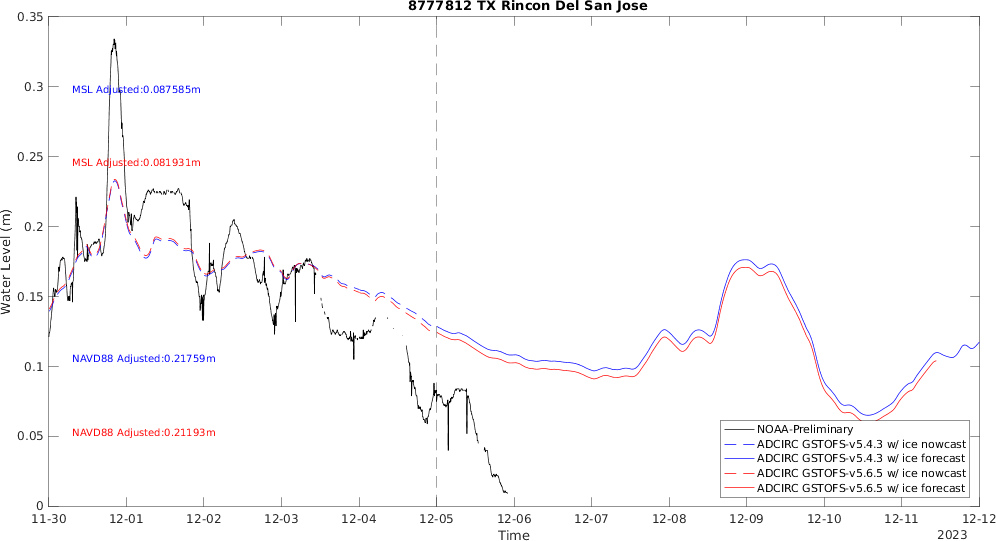 8777812 TX Rincon Del San Jose
Water Level (m)
0.35
0.3
0.25
0.2
0.15
0.1
0.05
0
MSL Adjusted:0.087585m
MSL Adjusted:0.081931m
NAVD88 Adjusted:0.21759m
NAVD88 Adjusted:0.21193m
NOAA-Preliminary
ADCIRC GSTOFS-v5.4.3 w/ ice nowcast
ADCIRC GSTOFS-v5.4.3 w/ ice forecast
ADCIRC GSTOFS-v5.6.5 w/ ice nowcast
ADCIRC GSTOFS-v5.6.5 w/ ice forecast
11-30 12-01 12-02 12-03 12-04 12-05 12-06 12-07 12-08 12-09 12-10 12-11 12-12
Time
2023